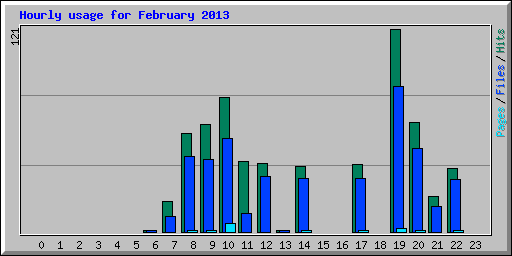 Hourly usage for February 2013
121
Pages / Files / Hits
0 1 2 3 4 5 6 7 8 9 10 11 12 13 14 15 16 17 18 19 20 21 22 23